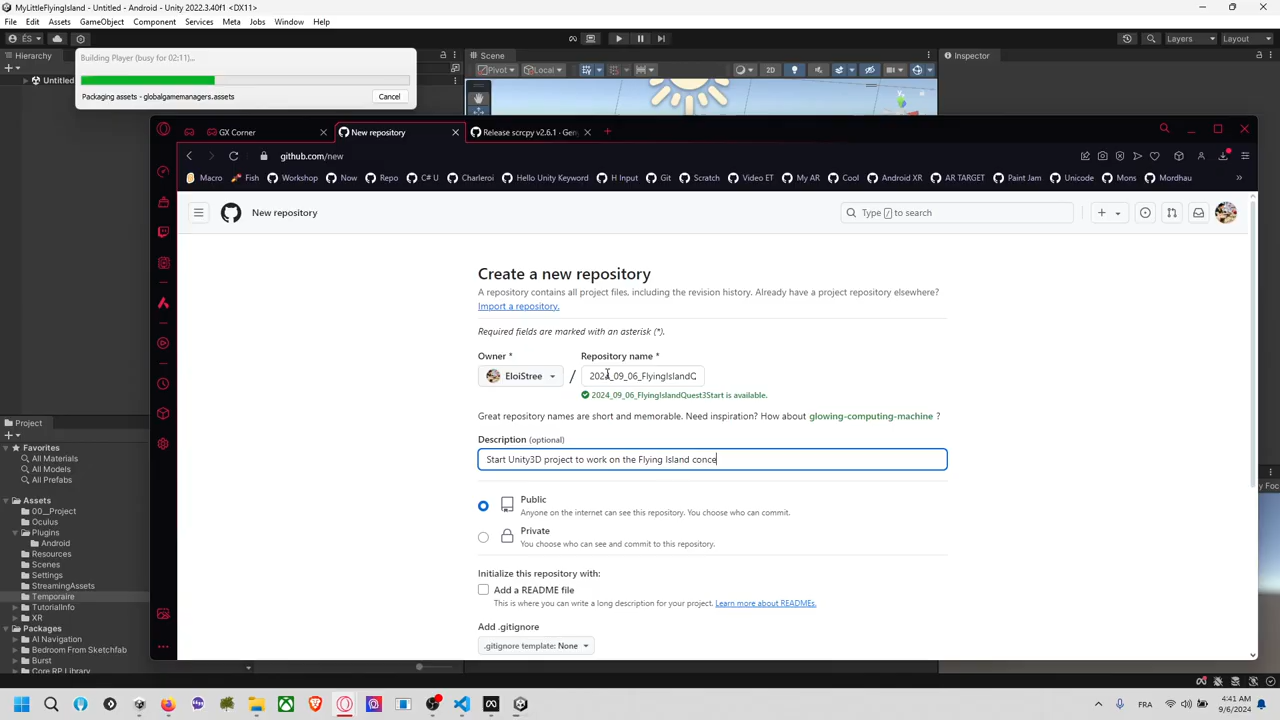 MyLittleFlyingIsland - Untitled - Android - Unity 2022.3.40f1 <DX11>
File Edit Assets GameObject Component Services Meta Jobs Window Help
ÉS
Layers Layout
Hierarchy
Untitled
Building Player (busy for 02:11)...
Packaging assets - globalgamemanagers.assets
Cancel
Scene
Inspector
Pivot Local 2D
GX Corner
New repository
Release scrcpy v2.6.1 · Gen
github.com/new
Macro Fish Workshop Now Repo C# U Charleroi Hello Unity Keyword H Input Git Scratch Video ET My AR Cool Android XR AR TARGET Paint Jam Unicode Mons Mordhau
New repository
Type / to search
Create a new repository
A repository contains all project files, including the revision history. Already have a project repository elsewhere?
Import a repository.
Required fields are marked with an asterisk (*).
Owner * Repository name *
EloiStree / 2024_09_06_FlyingIslandQ
2024_09_06_FlyingIslandQuest3Start is available.
Great repository names are short and memorable. Need inspiration? How about glowing-computing-machine ?
Description (optional)
Start Unity3D project to work on the Flying Island conce
Public
Anyone on the internet can see this repository. You choose who can commit.
Private
You choose who can see and commit to this repository.
Initialize this repository with:
Add a README file
This is where you can write a long description for your project. Learn more about READMEs.
Add .gitignore
.gitignore template: None
Project
Favorites
All Materials
All Models
All Prefabs
Assets
00__Project
Oculus
Plugins
Android
Resources
Scenes
Settings
StreamingAssets
Temporaire
TutorialInfo
XR
Packages
AI Navigation
Bedroom From Sketchfab
Burst
Core RP Library
FRA
4:41 AM
9/6/2024